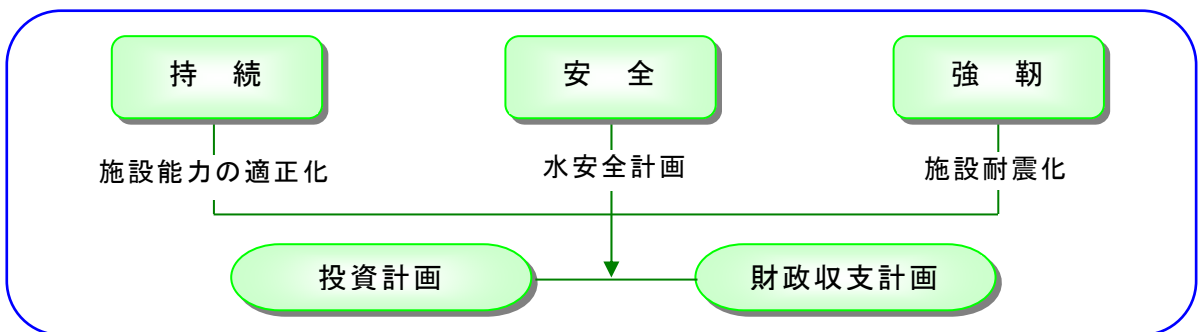 持　続
安　全
強　靭
施設能力の適正化
水安全計画
施設耐震化
投資計画
財政収支計画